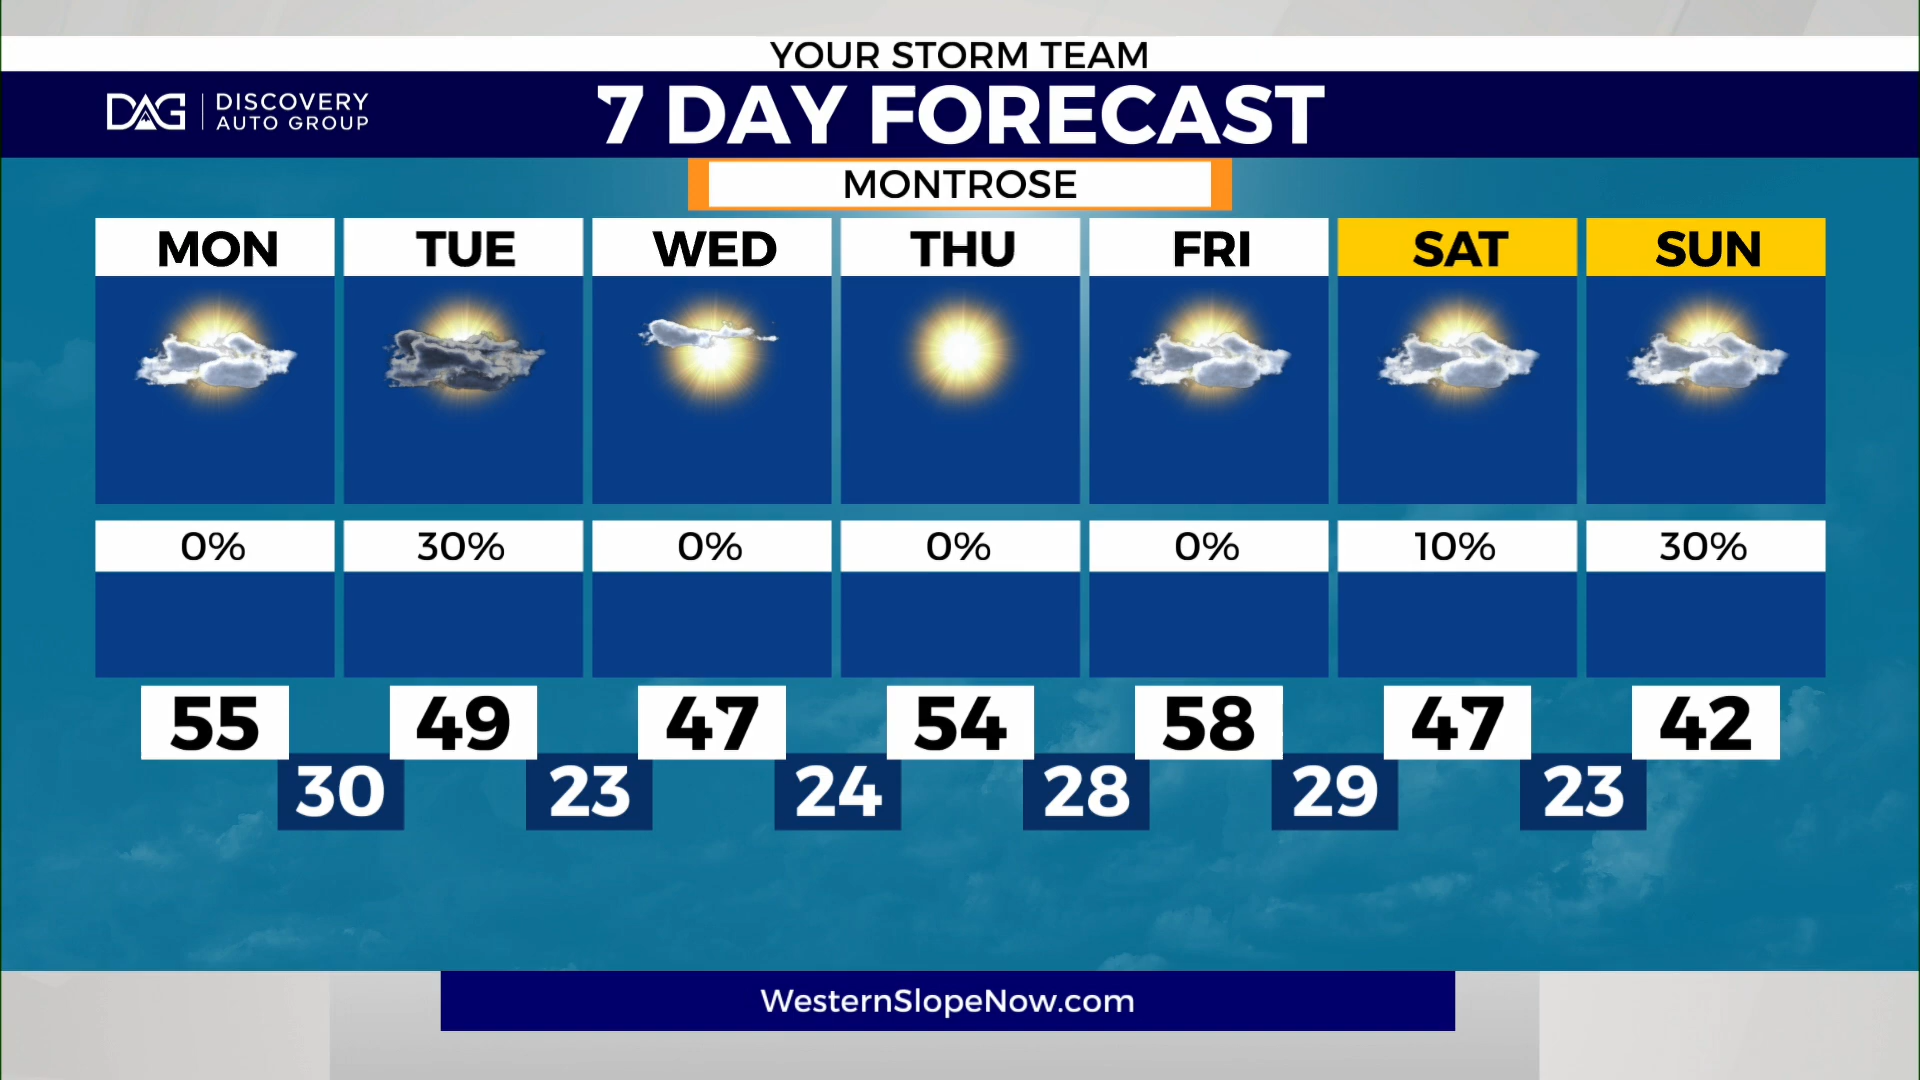 YOUR STORM TEAM
DAG DISCOVERY AUTO GROUP
7 DAY FORECAST
MONTROSE
MON TUE WED THU FRI SAT SUN
0% 30% 0% 0% 0% 10% 30%
55 49 47 54 58 47 42
30 23 24 28 29 23
WesternSlopeNow.com